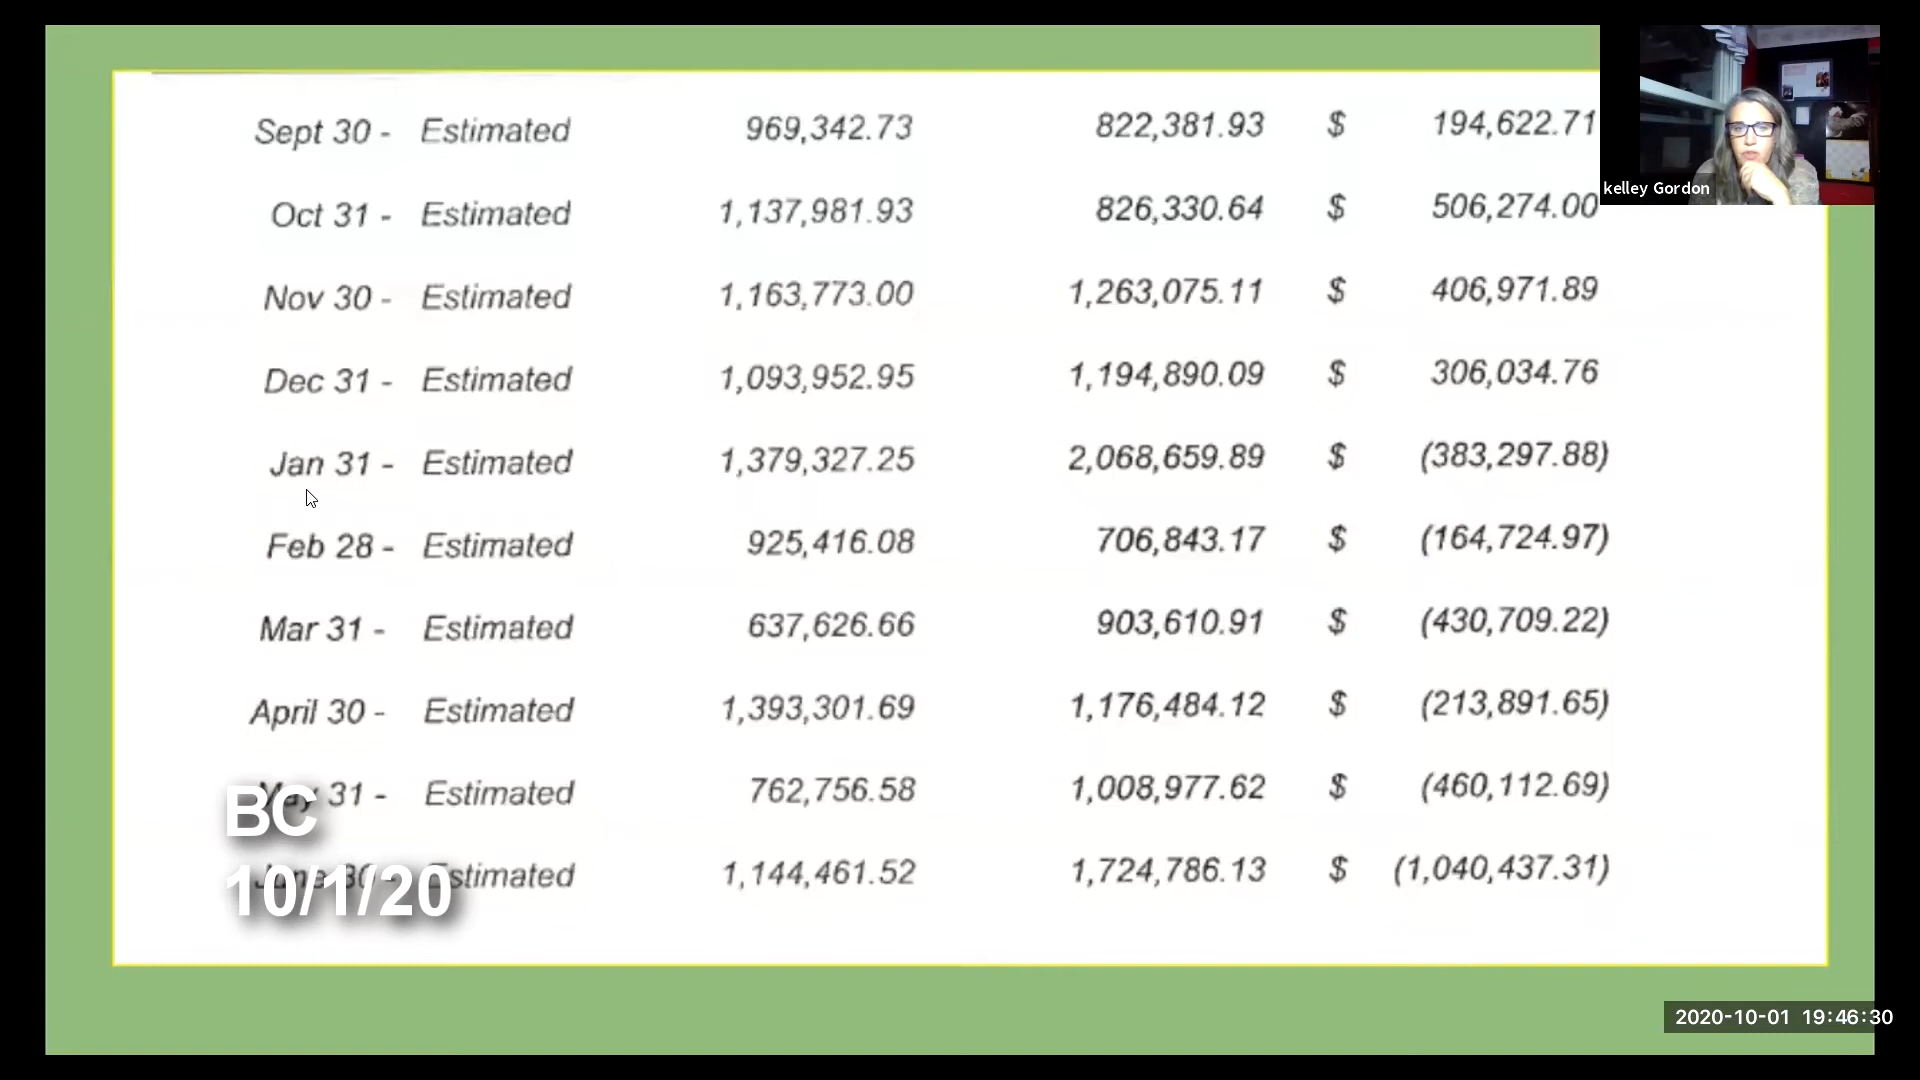 Sept 30 - Estimated 969,342.73 822,381.93 $ 194,622.71
kelley Gordon
Oct 31 - Estimated 1,137,981.93 826,330.64 $ 506,274.00
Nov 30 - Estimated 1,163,773.00 1,263,075.11 $ 406,971.89
Dec 31 - Estimated 1,093,952.95 1,194,890.09 $ 306,034.76
Jan 31 - Estimated 1,379,327.25 2,068,659.89 $ (383,297.88)
Feb 28 - Estimated 925,416.08 706,843.17 $ (164,724.97)
Mar 31 - Estimated 637,626.66 903,610.91 $ (430,709.22)
April 30 - Estimated 1,393,301.69 1,176,484.12 $ (213,891.65)
May 31 - Estimated 762,756.58 1,008,977.62 $ (460,112.69)
BC
June 30 - Estimated 1,144,461.52 1,724,786.13 $ (1,040,437.31)
10/1/20
2020-10-01 19:46:30